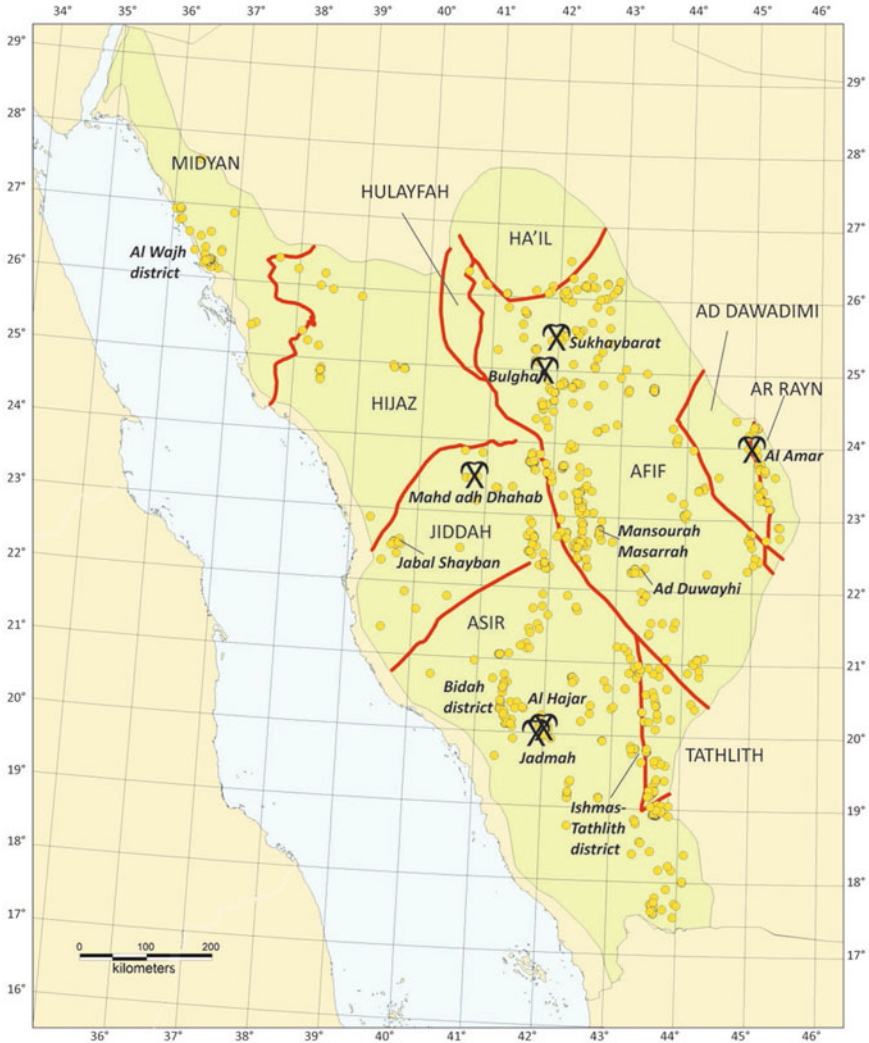 34° 35° 36° 37° 38° 39° 40° 41° 42° 43° 44° 45° 46°
29°
29°
28°
28°
MIDYAN
27°
HULAYFAH
27°
HA'IL
Al Wajh
district
26°
26°
AD DAWADIMI
25°
Sukhaybarat
Bulghah
25°
AR RAYN
24°
HIJAZ
24°
Al Amar
23°
AFIF
Mahd adh Dhahab
23°
JIDDAH
Mansourah
Masarrah
22°
Jabal Shayban
Ad Duwayhi
22°
21°
ASIR
21°
20°
Bidah
district
Al Hajar
20°
Jadmah
TATHLITH
19°
19°
Ishmas-
Tathlith
district
18°
18°
17°
17°
0 100 200
kilometers
16°
36° 37° 38° 39° 40° 41° 42° 43° 44° 45° 46°